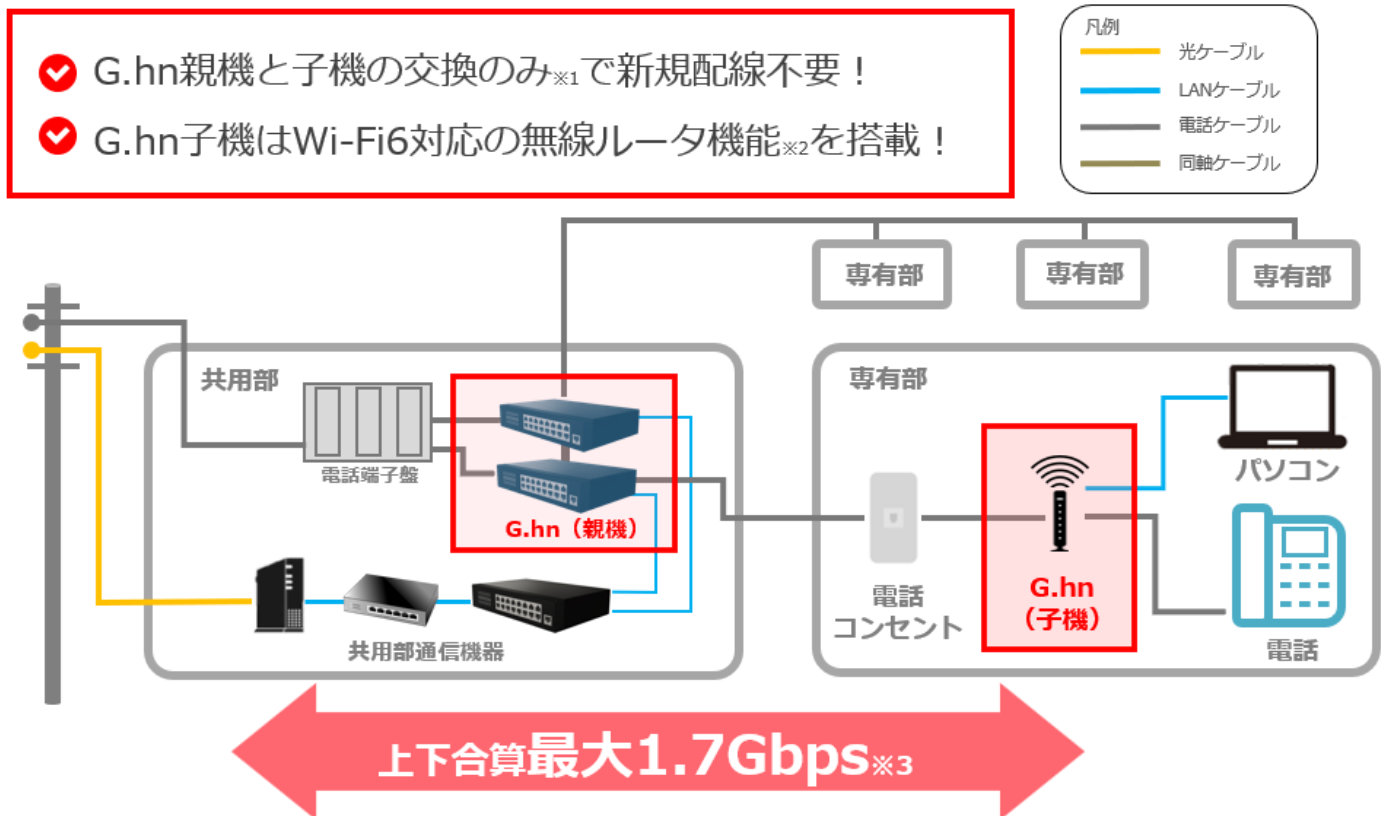 G.hn親機と子機の交換のみ※1で新規配線不要！
G.hn子機はWi-Fi6対応の無線ルータ機能※2を搭載！
凡例
光ケーブル
LANケーブル
電話ケーブル
同軸ケーブル
専有部
専有部
専有部
共用部
電話端子盤
G.hn（親機）
共用部通信機器
専有部
電話
コンセント
G.hn
（子機）
パソコン
電話
上下合算最大1.7Gbps※3